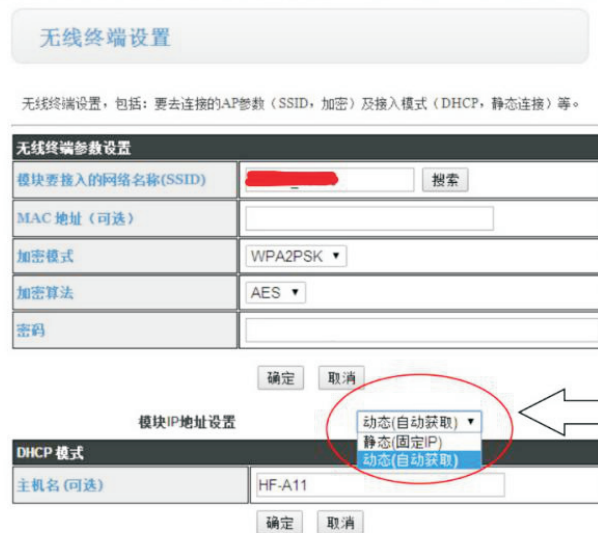 无线终端设置
无线终端设置，包括：要去连接的AP参数（SSID，加密）及接入模式（DHCP，静态连接）等。
无线终端参数设置
模块要接入的网络名称(SSID) 搜索
MAC 地址（可选）
加密模式 WPA2PSK
加密算法 AES
密码
确定 取消
模块IP地址设置 动态(自动获取)
静态(固定IP)
动态(自动获取)
DHCP 模式
主机名 (可选) HF-A11
确定 取消